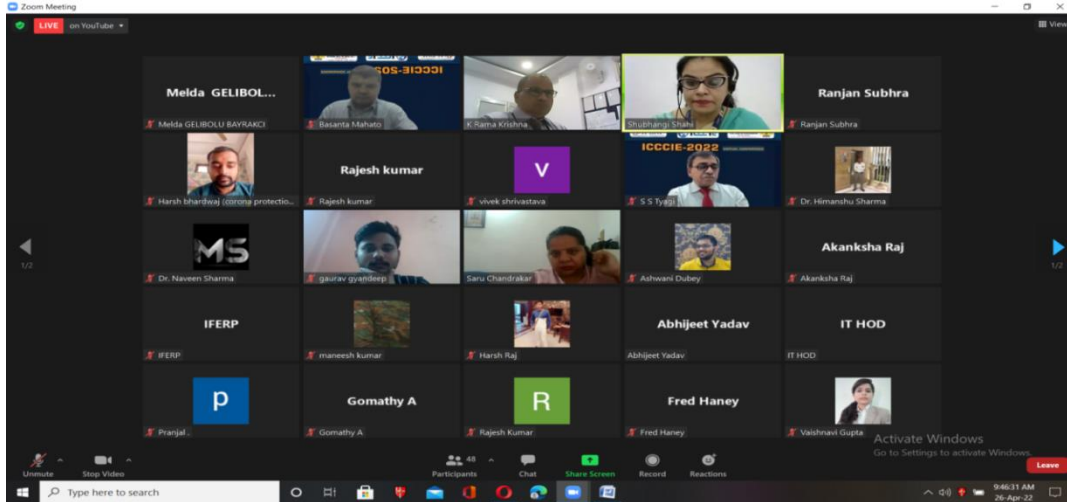 Zoom Meeting
LIVE on YouTube
View
Melda GELIBOL...
Melda GELIBOLU BAYRAKCI
ICCCIE-202
Basanta Mahato
K Rama Krishna
Shubhangi Shahi
Ranjan Subhra
Ranjan Subhra
Harsh bhardwaj (corona protectio...
Rajesh kumar
Rajesh kumar
V
vivek shrivastava
ICCCIE-2022
S S Tyagi
Dr. Himanshu Sharma
MS
Dr. Naveen Sharma
gaurav gyandeep
Saru Chandrakar
Ashwani Dubey
Akanksha Raj
Akanksha Raj
1/2
1/2
IFERP
IFERP
maneesh kumar
Harsh Raj
Abhijeet Yadav
Abhijeet Yadav
IT HOD
IT HOD
p
Pranjal .
Gomathy A
Gomathy A
R
Rajesh Kumar
Fred Haney
Fred Haney
Vaishnavi Gupta
Activate Windows
Go to Settings to activate Windows.
Unmute
Stop Video
48
Participants
Chat
Share Screen
Record
Reactions
Leave
Type here to search
9:46:31 AM
26-Apr-22